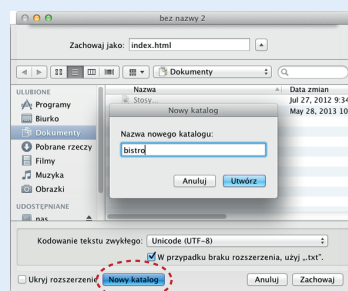 bez nazwy 2
Zachowaj jako: index.html
Dokumenty
ULUBIONE
Programy
Biurko
Dokumenty
Pobrane rzeczy
Filmy
Muzyka
Obrazki
UDOSTĘPNIANE
nas
Nazwa
Data zmian
Stosy...
Jul 27, 2012 9:34
May 28, 2013 10
Nowy katalog
Nazwa nowego katalogu:
bistro
Anuluj Utwórz
Kodowanie tekstu zwykłego: Unicode (UTF-8)
W przypadku braku rozszerzenia, użyj „.txt".
Ukryj rozszerzenie Nowy katalog Anuluj Zachowaj